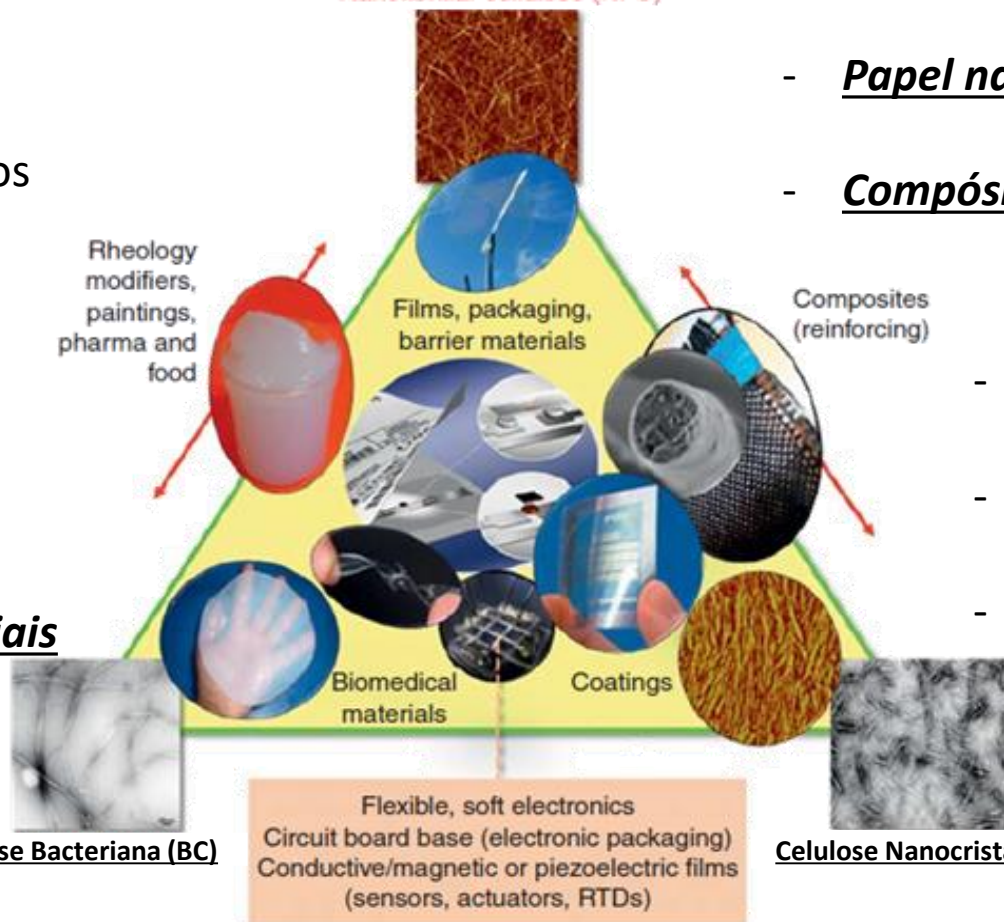 Papel na
os
Compósi
Rheology
modifiers,
paintings,
pharma and
food
Films, packaging,
barrier materials
Composites
(reinforcing)
-
-
-
iais
Biomedical
materials
Coatings
se Bacteriana (BC)
Flexible, soft electronics
Circuit board base (electronic packaging)
Conductive/magnetic or piezoelectric films
(sensors, actuators, RTDs)
Celulose Nanocrista